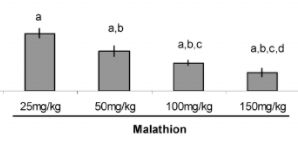 a
a,b
a,b,c
a,b,c,d
25mg/kg 50mg/kg 100mg/kg 150mg/kg
Malathion